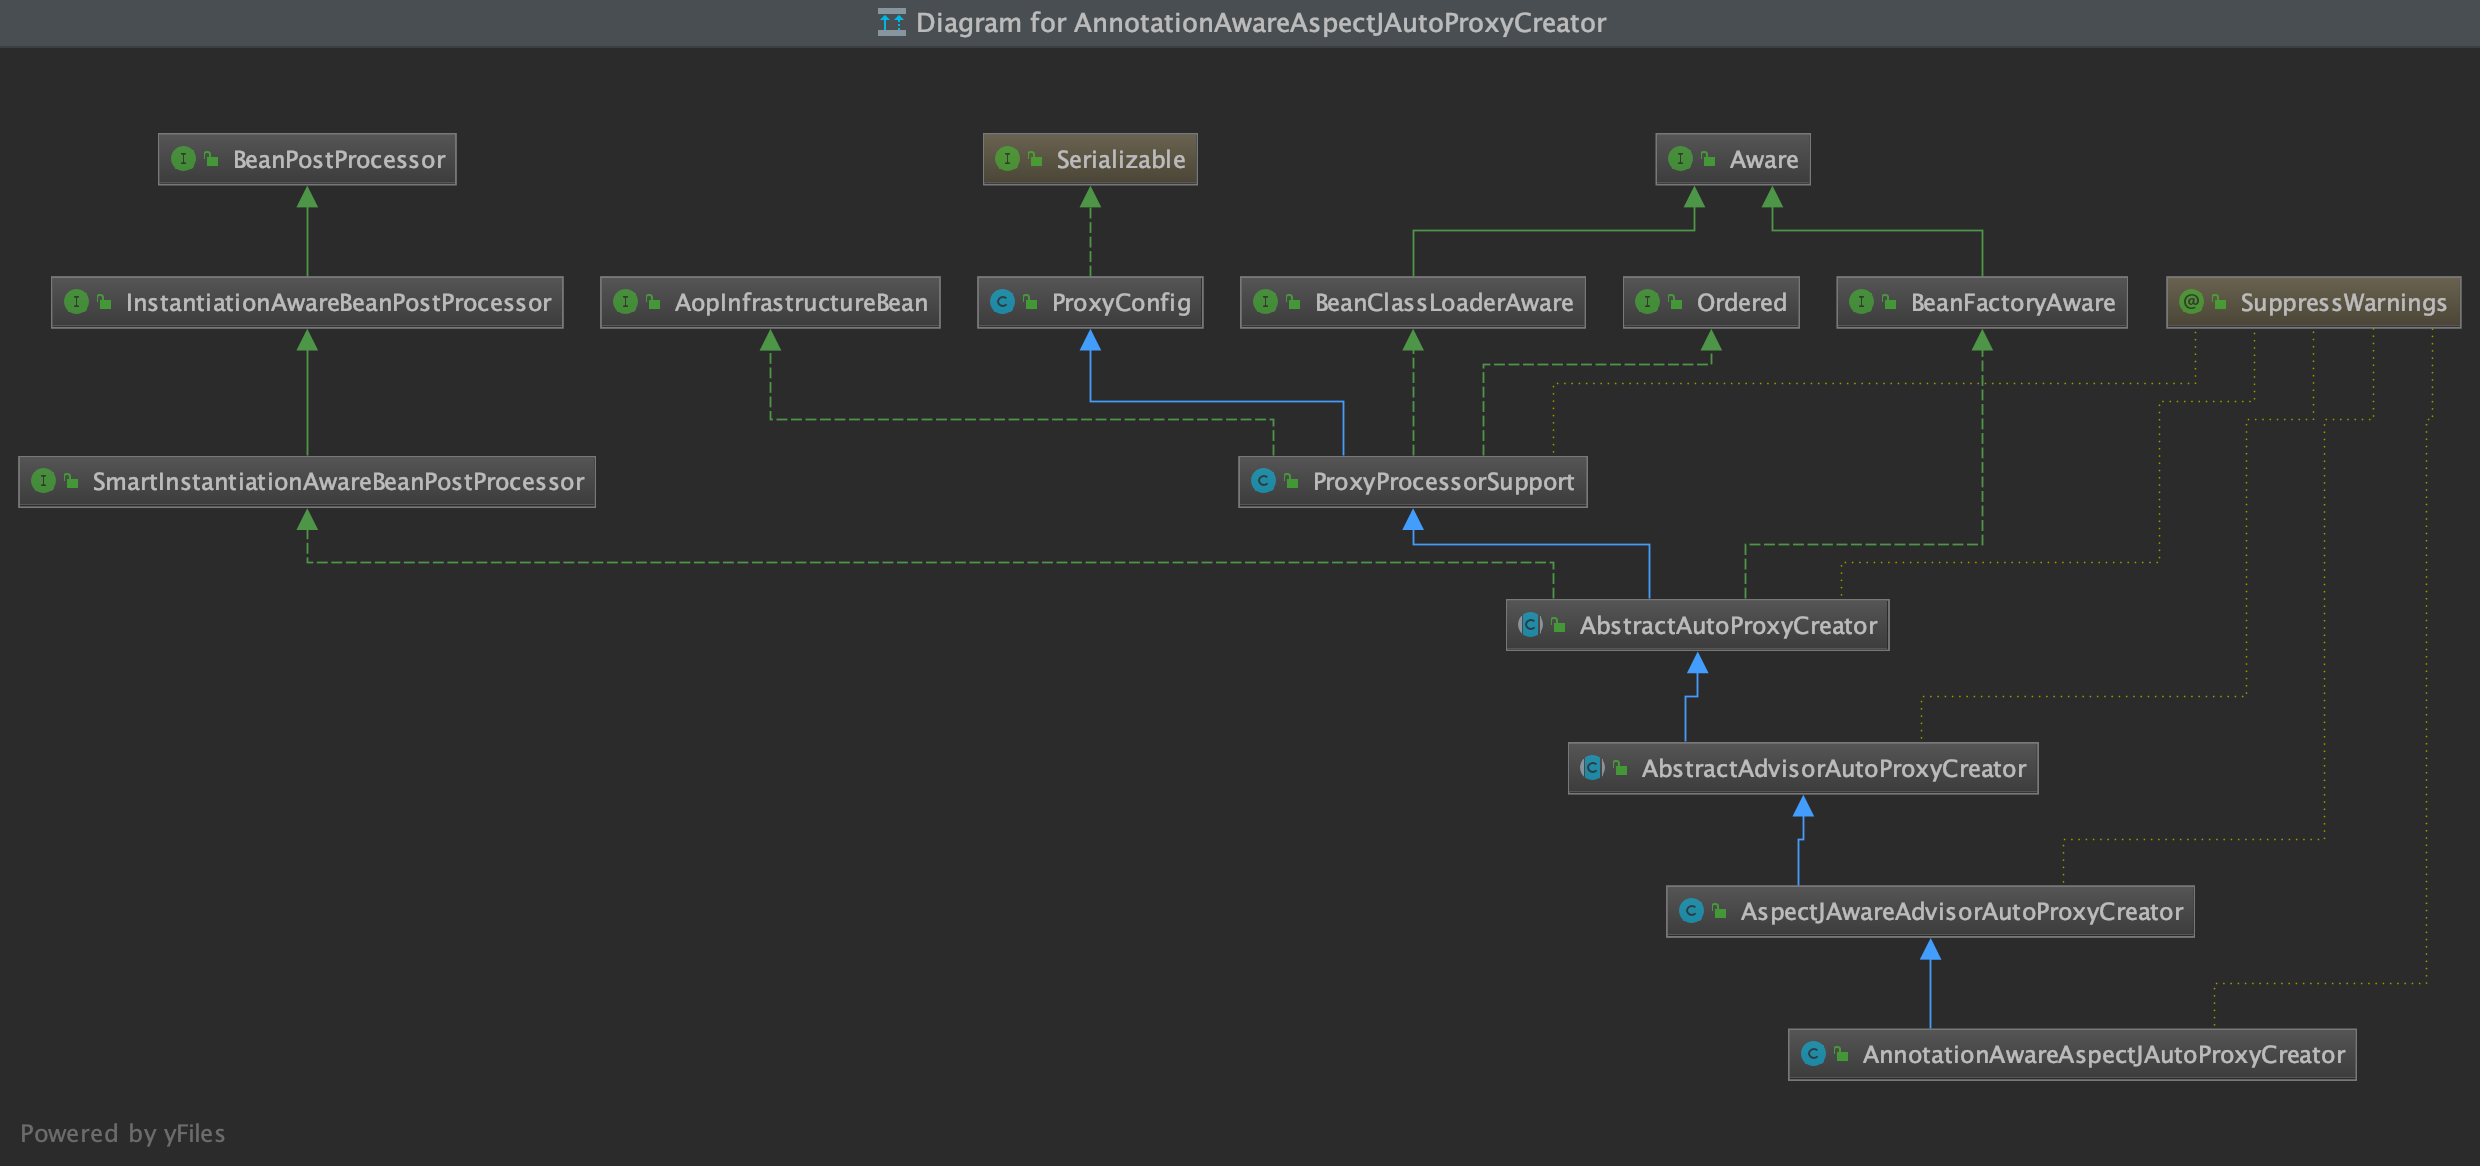 Diagram for AnnotationAwareAspectJAutoProxyCreator
BeanPostProcessor
Serializable
Aware
InstantiationAwareBeanPostProcessor
AopInfrastructureBean
ProxyConfig
BeanClassLoaderAware
Ordered
BeanFactoryAware
SuppressWarnings
SmartInstantiationAwareBeanPostProcessor
ProxyProcessorSupport
AbstractAutoProxyCreator
AbstractAdvisorAutoProxyCreator
AspectJAwareAdvisorAutoProxyCreator
AnnotationAwareAspectJAutoProxyCreator
Powered by yFiles